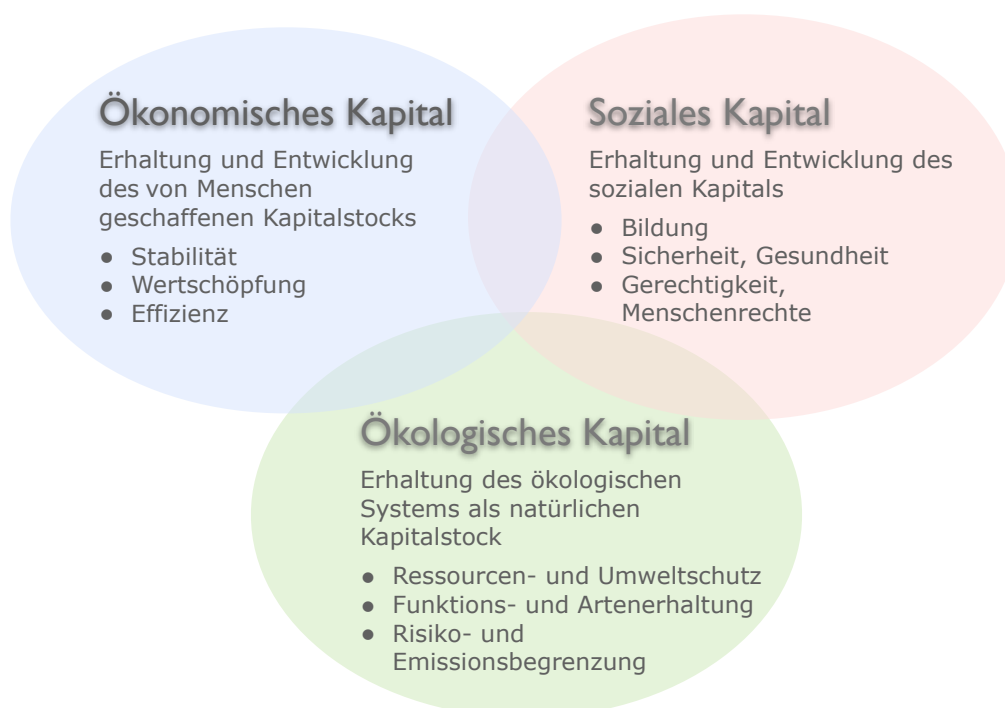 Ökonomisches Kapital
Erhaltung und Entwicklung
des von Menschen
geschaffenen Kapitalstocks
● Stabilität
● Wertschöpfung
● Effizienz
Soziales Kapital
Erhaltung und Entwicklung des
sozialen Kapitals
● Bildung
● Sicherheit, Gesundheit
● Gerechtigkeit,
Menschenrechte
Ökologisches Kapital
Erhaltung des ökologischen
Systems als natürlichen
Kapitalstock
● Ressourcen- und Umweltschutz
● Funktions- und Artenerhaltung
● Risiko- und
Emissionsbegrenzung